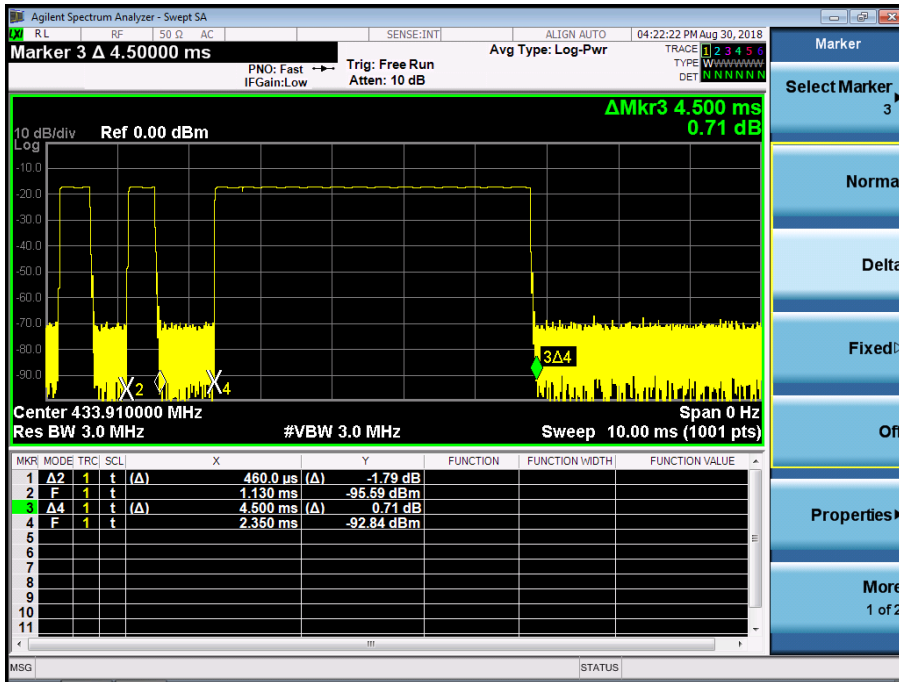 Agilent Spectrum Analyzer - Swept SA
LXI RL RF 50 Ω AC SENSE:INT ALIGN AUTO 04:22:22 PM Aug 30, 2018
Marker 3 Δ 4.50000 ms
PNO: Fast
IFGain:Low
Trig: Free Run
Atten: 10 dB
Avg Type: Log-Pwr
TRACE 1 2 3 4 5 6
TYPE WWWWWW
DET N N N N N N
ΔMkr3 4.500 ms
0.71 dB
10 dB/div Ref 0.00 dBm
Log
-10.0
-20.0
-30.0
-40.0
-50.0
-60.0
-70.0
-80.0
-90.0
2
4
3Δ4
Center 433.910000 MHz Span 0 Hz
Res BW 3.0 MHz #VBW 3.0 MHz Sweep 10.00 ms (1001 pts)
MKR MODE TRC SCL X Y FUNCTION FUNCTION WIDTH FUNCTION VALUE
1 Δ2 1 t (Δ) 460.0 µs (Δ) -1.79 dB
2 F 1 t 1.130 ms -95.59 dBm
3 Δ4 1 t (Δ) 4.500 ms (Δ) 0.71 dB
4 F 1 t 2.350 ms -92.84 dBm
5
6
7
8
9
10
11
MSG STATUS
Marker
Select Marker
3
Norma
Delta
Fixed
Off
Properties
More
1 of 2